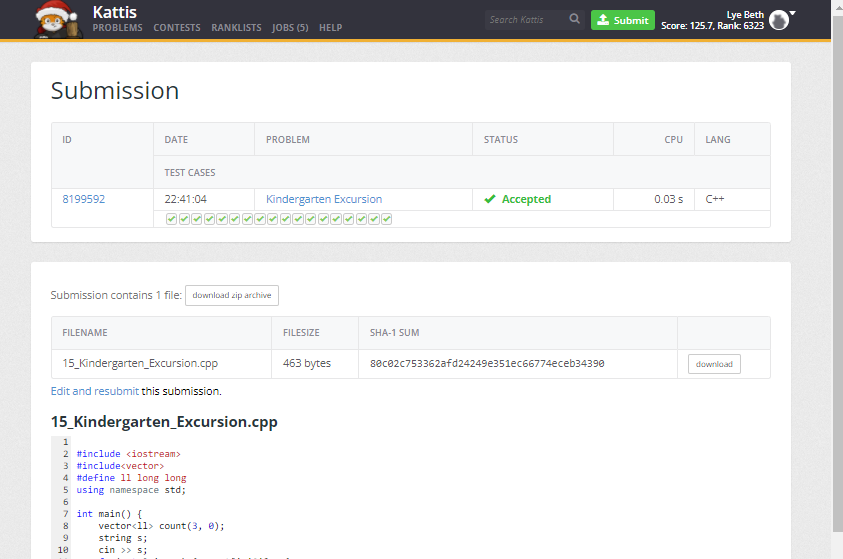 Kattis
PROBLEMS CONTESTS RANKLISTS JOBS (5) HELP
Search Kattis
Submit
Lye Beth
Score: 125.7, Rank: 6323
Submission
ID DATE PROBLEM STATUS CPU LANG
TEST CASES
8199592 22:41:04 Kindergarten Excursion Accepted 0.03 s C++
Submission contains 1 file: download zip archive
FILENAME FILESIZE SHA-1 SUM
15_Kindergarten_Excursion.cpp 463 bytes 80c02c753362afd24249e351ec66774eceb34390 download
Edit and resubmit this submission.
15_Kindergarten_Excursion.cpp
1
2 #include <iostream>
3 #include<vector>
4 #define ll long long
5 using namespace std;
6
7 int main() {
8 vector<ll> count(3, 0);
9 string s;
10 cin >> s;